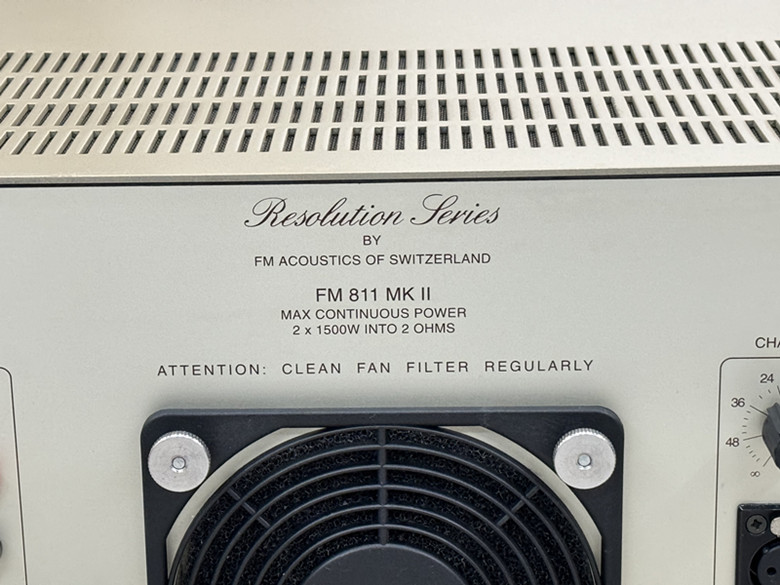 Resolution Series
BY
FM ACOUSTICS OF SWITZERLAND
FM 811 MK II
MAX CONTINUOUS POWER
2 x 1500W INTO 2 OHMS
ATTENTION: CLEAN FAN FILTER REGULARLY
CHA
24
36
48
∞